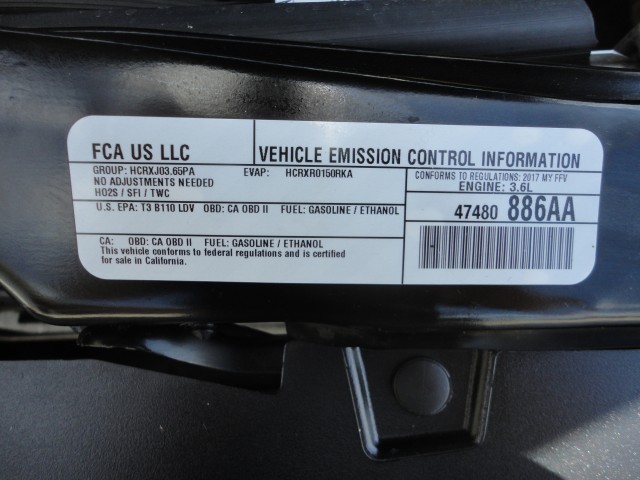 FCA US LLC
VEHICLE EMISSION CONTROL INFORMATION
GROUP: HCRXJ03.65PA EVAP: HCRXR0150RKA
NO ADJUSTMENTS NEEDED
HO2S / SFI / TWC
CONFORMS TO REGULATIONS: 2017 MY FFV
ENGINE: 3.6L
U.S. EPA: T3 B110 LDV OBD: CA OBD II FUEL: GASOLINE / ETHANOL
47480 886AA
CA: OBD: CA OBD II FUEL: GASOLINE / ETHANOL
This vehicle conforms to federal regulations and is certified
for sale in California.